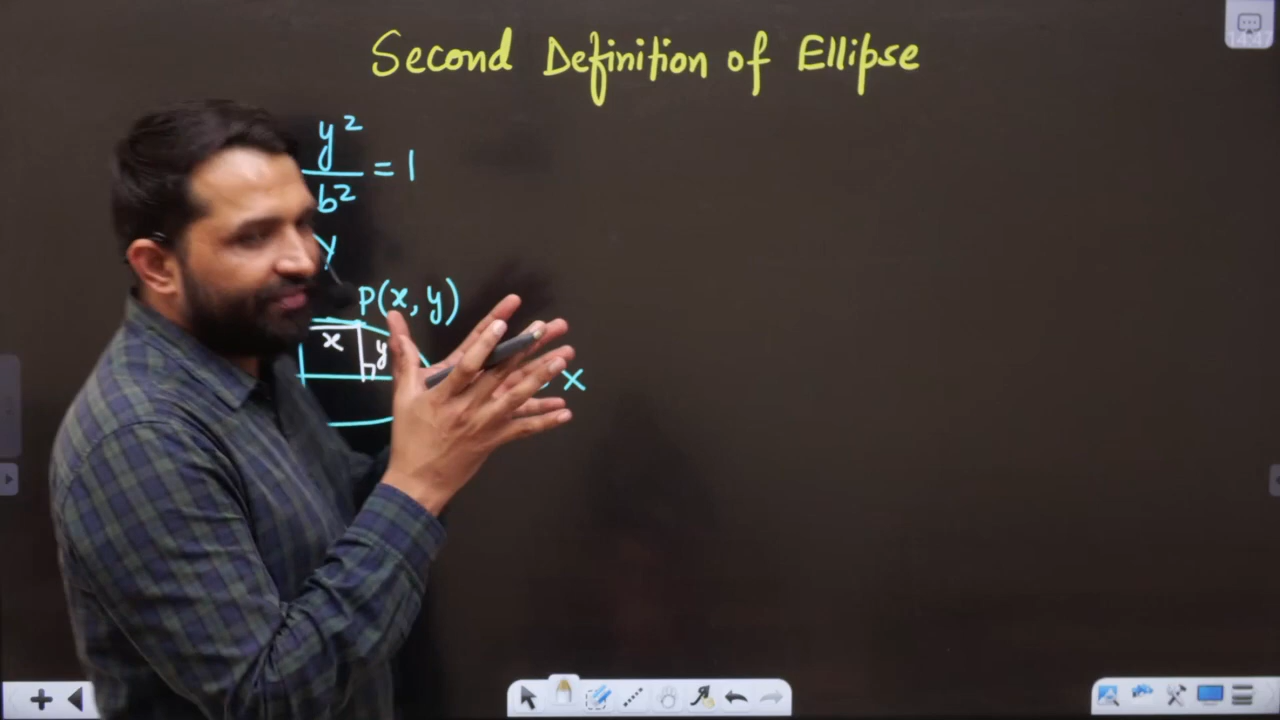 Second Definition of Ellipse
y²
b² = 1
y
P(x, y)
x y
x